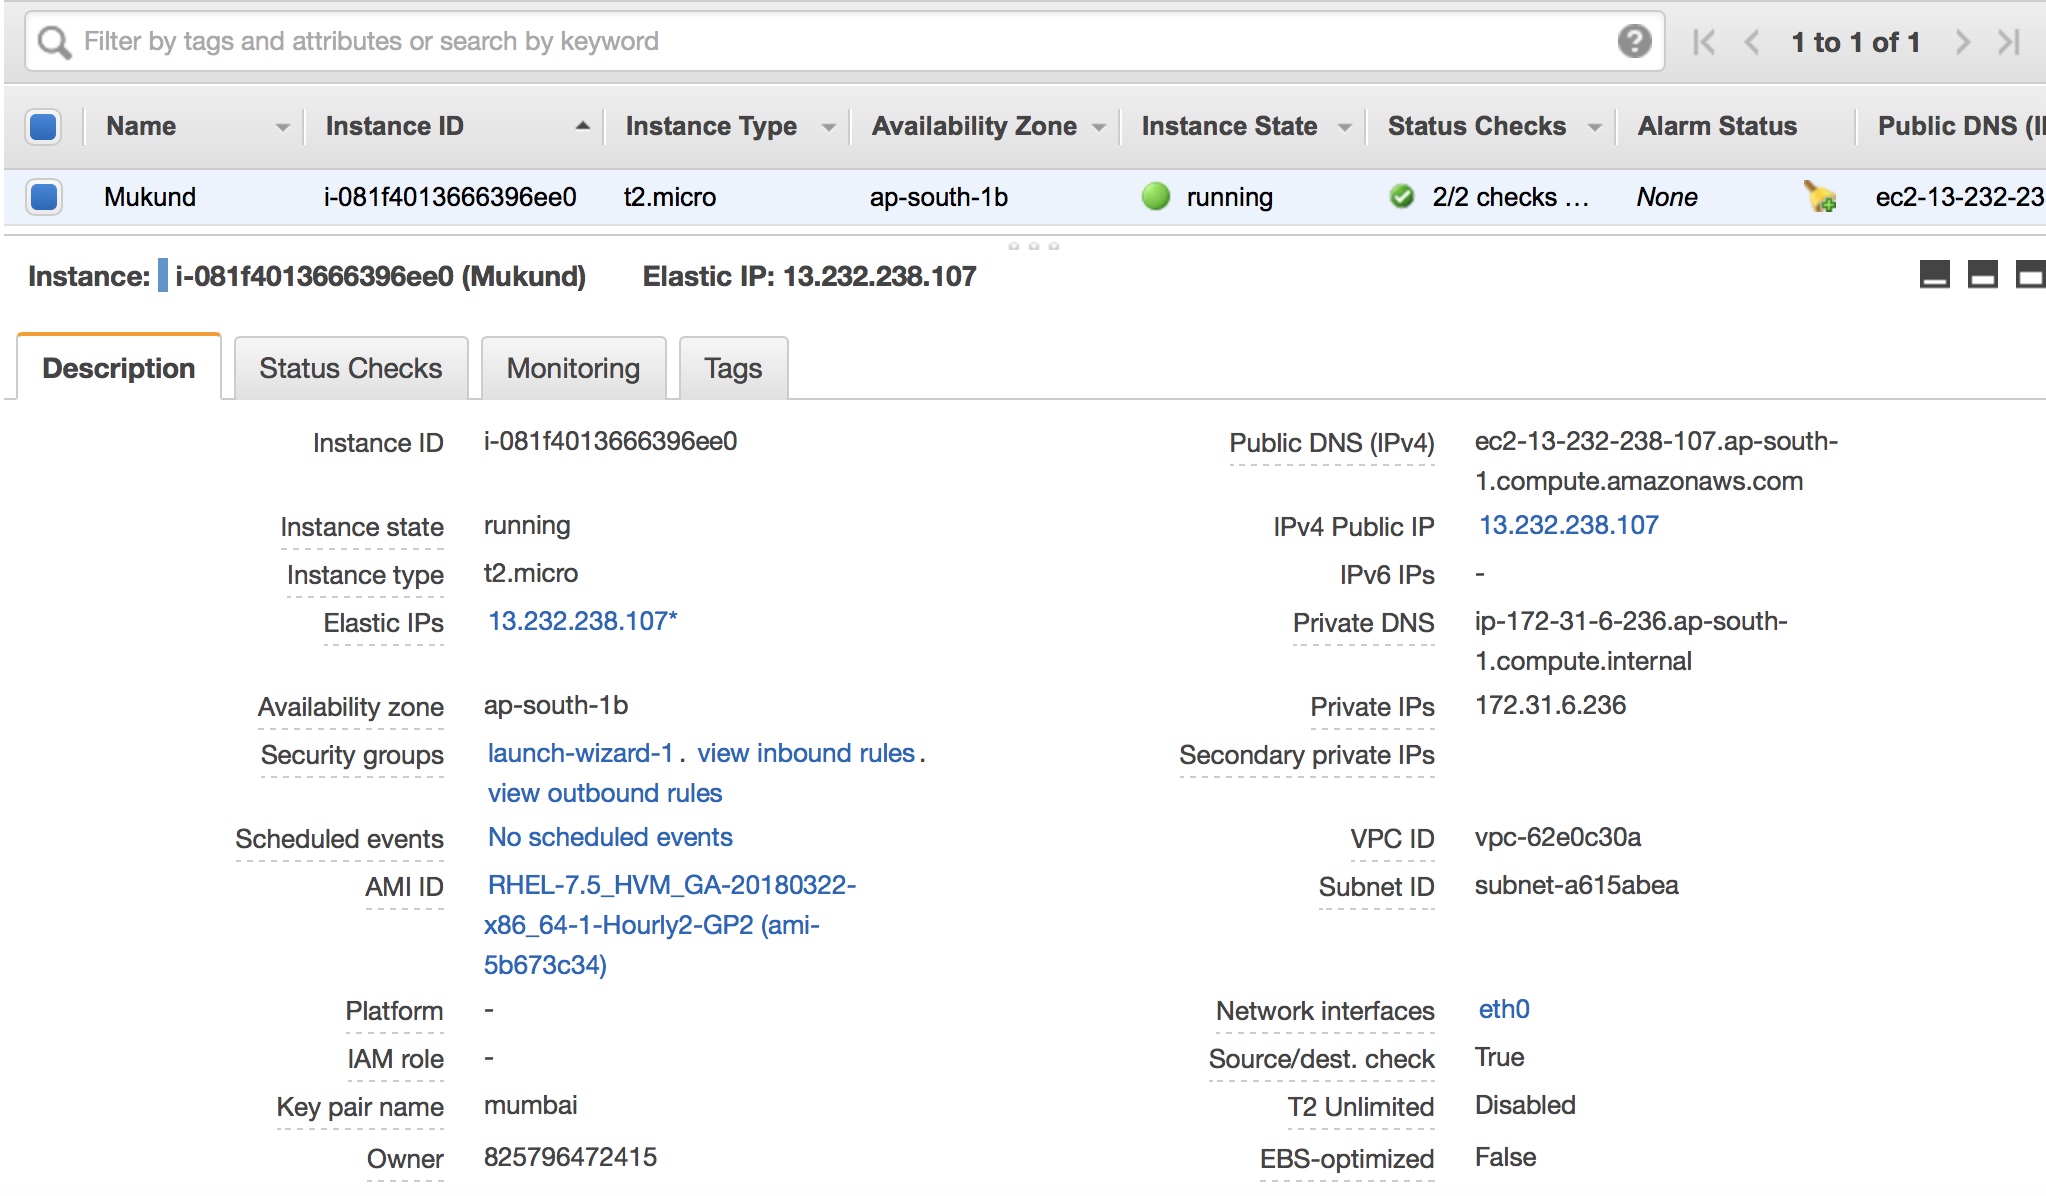 Filter by tags and attributes or search by keyword
1 to 1 of 1
Name Instance ID Instance Type Availability Zone Instance State Status Checks Alarm Status Public DNS (I
Mukund i-081f4013666396ee0 t2.micro ap-south-1b running 2/2 checks ... None ec2-13-232-23
Instance: i-081f4013666396ee0 (Mukund) Elastic IP: 13.232.238.107
Description Status Checks Monitoring Tags
Instance ID i-081f4013666396ee0
Instance state running
Instance type t2.micro
Elastic IPs 13.232.238.107*
Availability zone ap-south-1b
Security groups launch-wizard-1. view inbound rules.
view outbound rules
Scheduled events No scheduled events
AMI ID RHEL-7.5_HVM_GA-20180322-
x86_64-1-Hourly2-GP2 (ami-
5b673c34)
Platform -
IAM role -
Key pair name mumbai
Owner 825796472415
Public DNS (IPv4) ec2-13-232-238-107.ap-south-
1.compute.amazonaws.com
IPv4 Public IP 13.232.238.107
IPv6 IPs -
Private DNS ip-172-31-6-236.ap-south-
1.compute.internal
Private IPs 172.31.6.236
Secondary private IPs
VPC ID vpc-62e0c30a
Subnet ID subnet-a615abea
Network interfaces eth0
Source/dest. check True
T2 Unlimited Disabled
EBS-optimized False